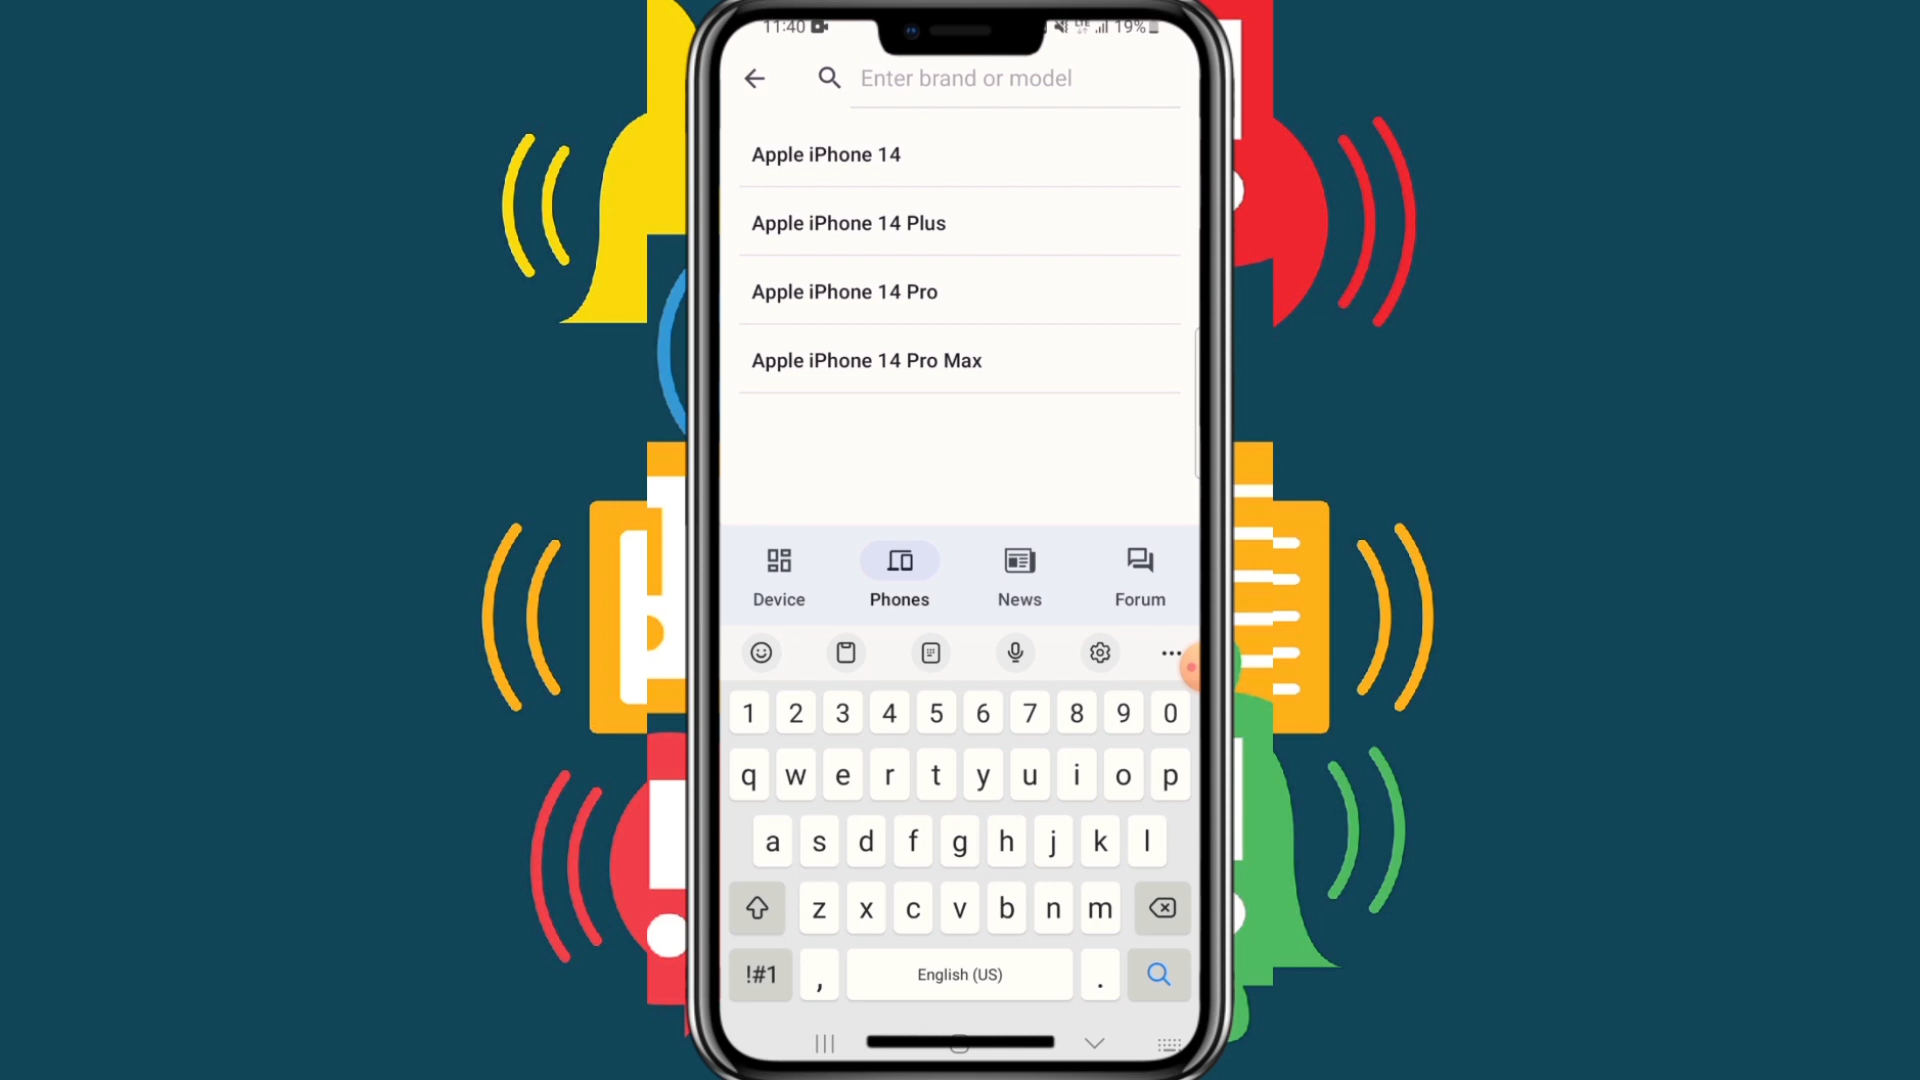 11:40 LTE 19%
Enter brand or model
Apple iPhone 14
Apple iPhone 14 Plus
Apple iPhone 14 Pro
Apple iPhone 14 Pro Max
Device Phones News Forum
1 2 3 4 5 6 7 8 9 0
q w e r t y u i o p
a s d f g h j k l
z x c v b n m
!#1 , English (US) .